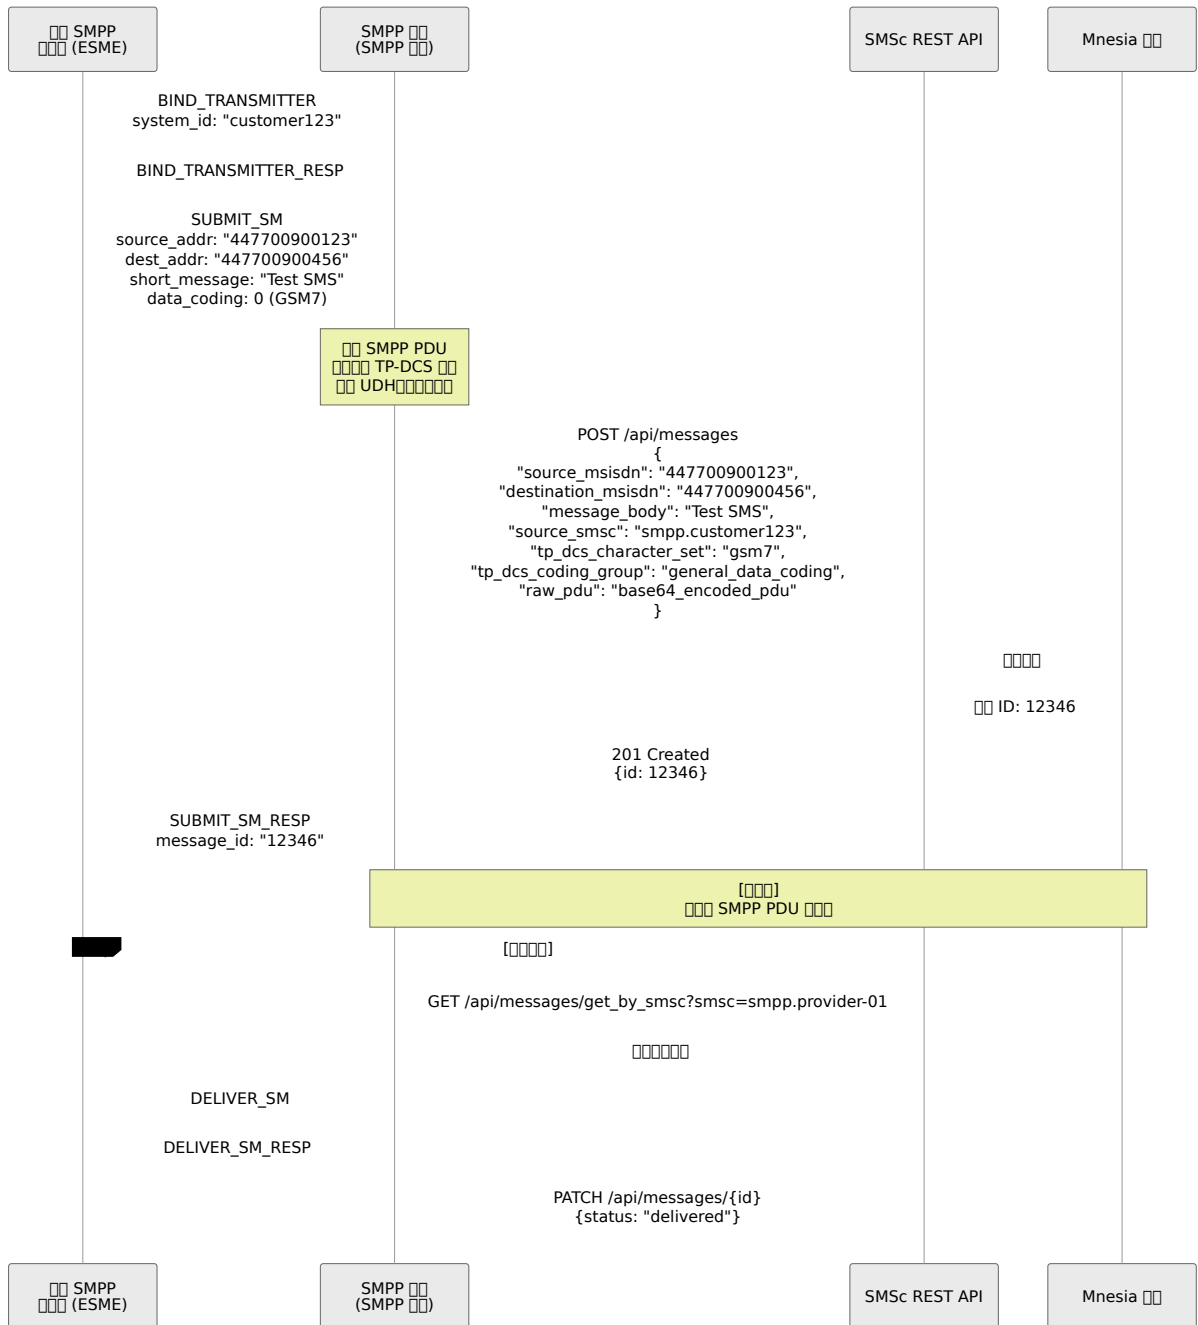 SMPP
(ESME)
SMPP
(SMPP
SMSc REST API
Mnesia
BIND_TRANSMITTER
system_id: "customer123"
BIND_TRANSMITTER_RESP
SUBMIT_SM
source_addr: "447700900123"
dest_addr: "447700900456"
short_message: "Test SMS"
data_coding: 0 (GSM7)
SMPP PDU
TP-DCS
UDH
POST /api/messages
{
"source_msisdn": "447700900123",
"destination_msisdn": "447700900456",
"message_body": "Test SMS",
"source_smsc": "smpp.customer123",
"tp_dcs_character_set": "gsm7",
"tp_dcs_coding_group": "general_data_coding",
"raw_pdu": "base64_encoded_pdu"
}
ID: 12346
201 Created
{id: 12346}
SUBMIT_SM_RESP
message_id: "12346"
SMPP PDU
GET /api/messages/get_by_smsc?smsc=smpp.provider-01
DELIVER_SM
DELIVER_SM_RESP
PATCH /api/messages/{id}
{status: "delivered"}
SMPP
(ESME)
SMPP
(SMPP
SMSc REST API
Mnesia